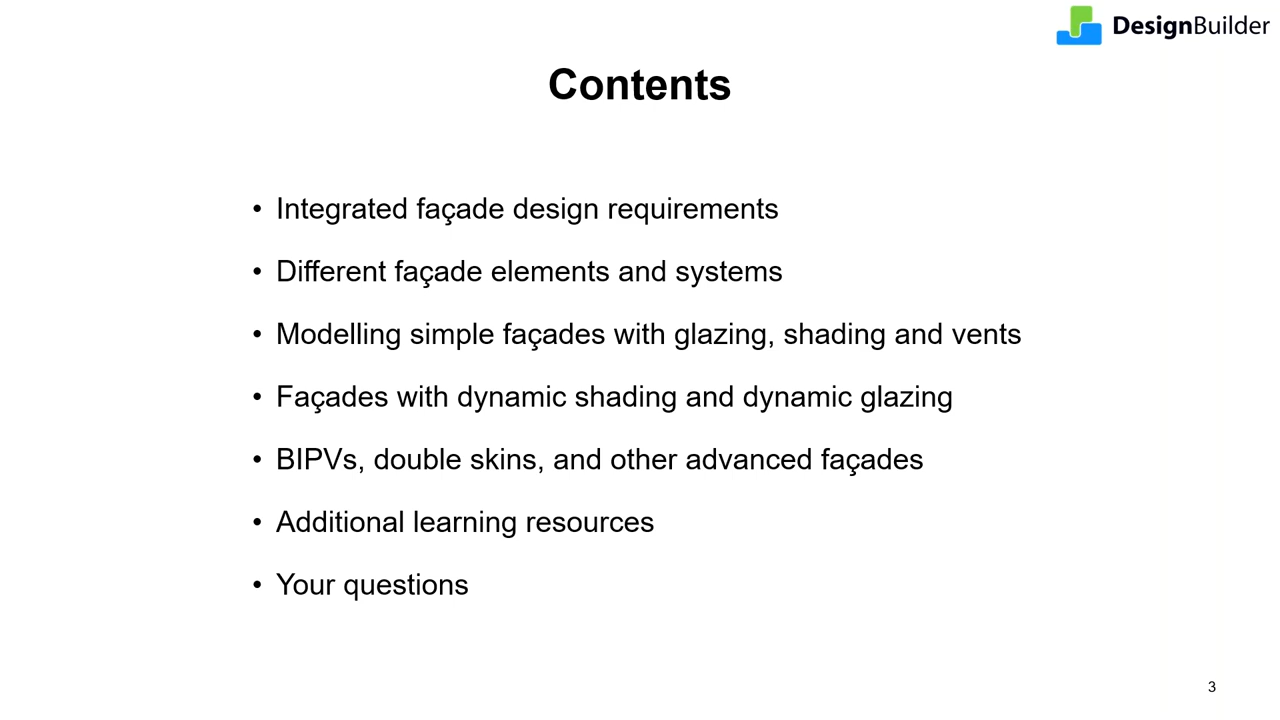 DesignBuilder
Contents
• Integrated façade design requirements
• Different façade elements and systems
• Modelling simple façades with glazing, shading and vents
• Façades with dynamic shading and dynamic glazing
• BIPVs, double skins, and other advanced façades
• Additional learning resources
• Your questions
3